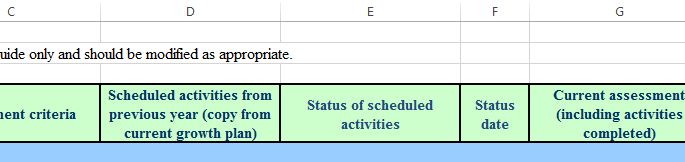 C D E F G
uide only and should be modified as appropriate.
ment criteria
Scheduled activities from
previous year (copy from
current growth plan)
Status of scheduled
activities
Status
date
Current assessment
(including activities
completed)